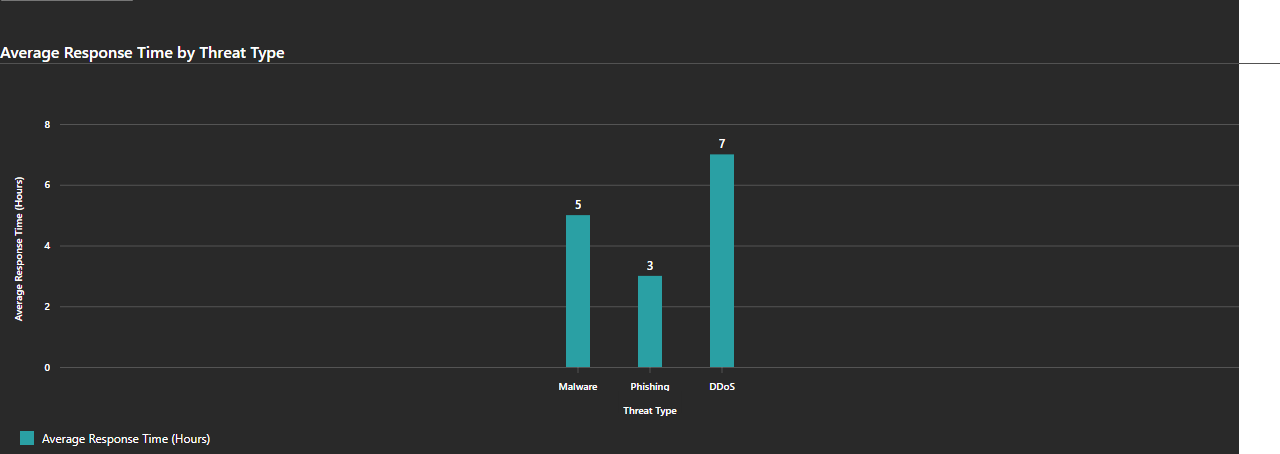 Average Response Time by Threat Type
8
6
4
2
0
Average Response Time (Hours)
5
3
7
Malware
Phishing
DDoS
Threat Type
Average Response Time (Hours)